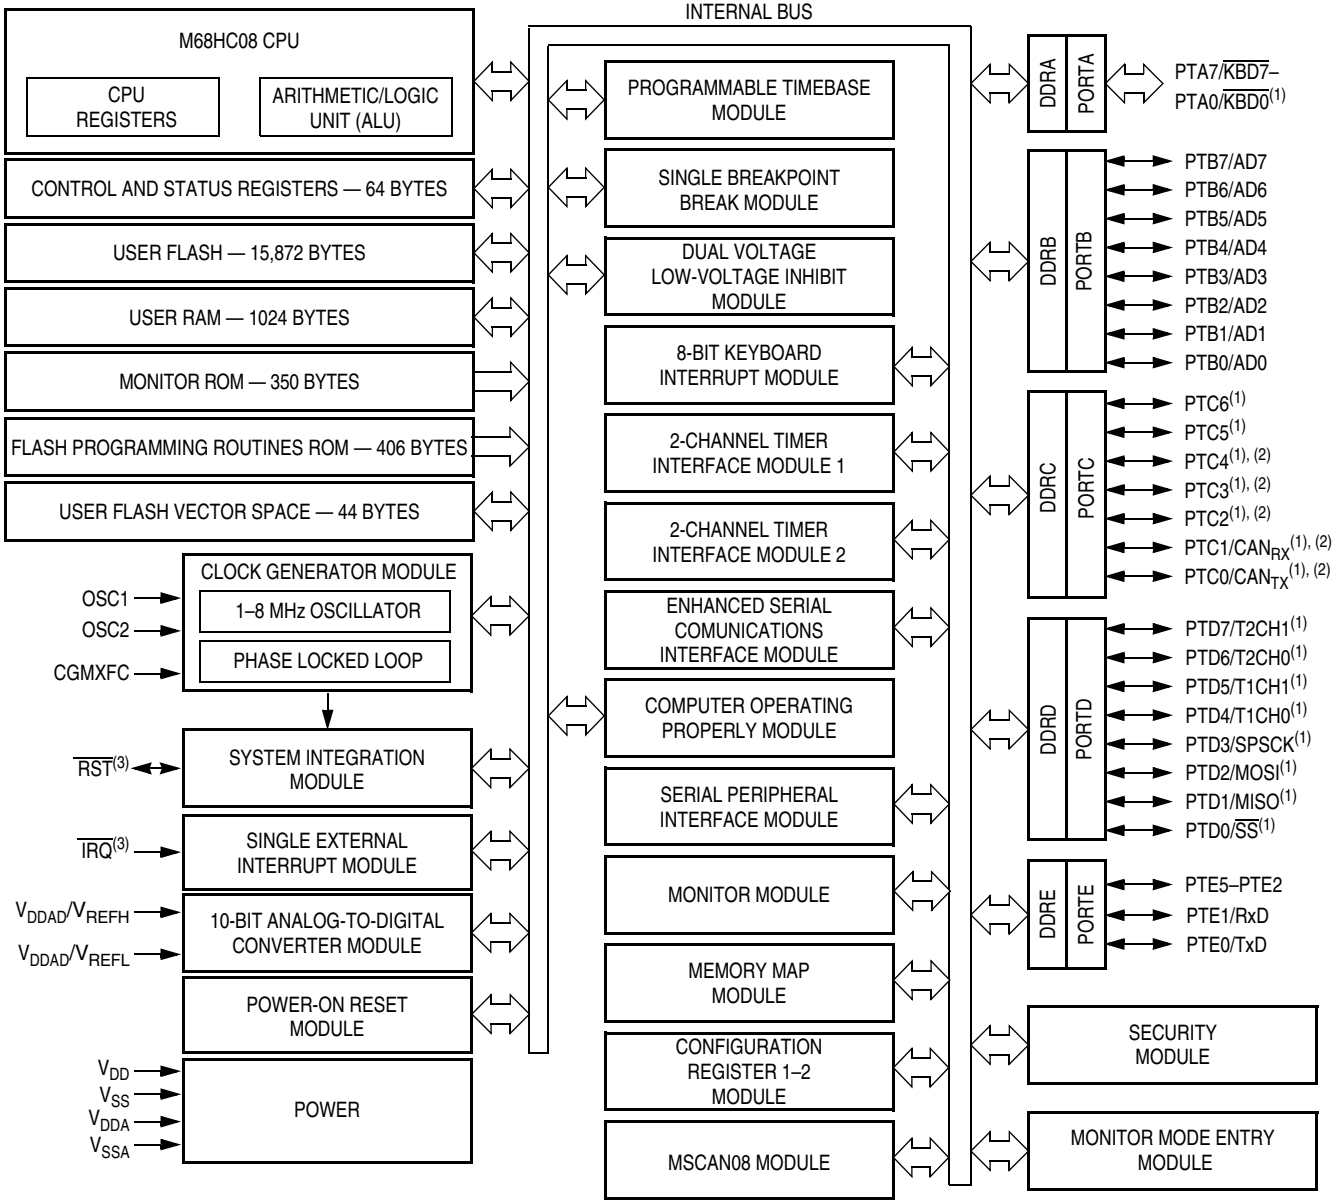 INTERNAL BUS
M68HC08 CPU
CPU
REGISTERS
ARITHMETIC/LOGIC
UNIT (ALU)
CONTROL AND STATUS REGISTERS — 64 BYTES
USER FLASH — 15,872 BYTES
USER RAM — 1024 BYTES
MONITOR ROM — 350 BYTES
FLASH PROGRAMMING ROUTINES ROM — 406 BYTES
USER FLASH VECTOR SPACE — 44 BYTES
CLOCK GENERATOR MODULE
1–8 MHz OSCILLATOR
PHASE LOCKED LOOP
OSC1
OSC2
CGMXFC
SYSTEM INTEGRATION
MODULE
RST(3)
SINGLE EXTERNAL
INTERRUPT MODULE
IRQ(3)
10-BIT ANALOG-TO-DIGITAL
CONVERTER MODULE
VDDAD/VREFH
VDDAD/VREFL
POWER-ON RESET
MODULE
POWER
VDD
VSS
VDDA
VSSA
PROGRAMMABLE TIMEBASE
MODULE
SINGLE BREAKPOINT
BREAK MODULE
DUAL VOLTAGE
LOW-VOLTAGE INHIBIT
MODULE
8-BIT KEYBOARD
INTERRUPT MODULE
2-CHANNEL TIMER
INTERFACE MODULE 1
2-CHANNEL TIMER
INTERFACE MODULE 2
ENHANCED SERIAL
COMUNICATIONS
INTERFACE MODULE
COMPUTER OPERATING
PROPERLY MODULE
SERIAL PERIPHERAL
INTERFACE MODULE
MONITOR MODULE
MEMORY MAP
MODULE
CONFIGURATION
REGISTER 1–2
MODULE
MSCAN08 MODULE
DDRA
PORTA
PTA7/KBD7–
PTA0/KBD0(1)
DDRB
PORTB
PTB7/AD7
PTB6/AD6
PTB5/AD5
PTB4/AD4
PTB3/AD3
PTB2/AD2
PTB1/AD1
PTB0/AD0
DDRC
PORTC
PTC6(1)
PTC5(1)
PTC4(1), (2)
PTC3(1), (2)
PTC2(1), (2)
PTC1/CANRX(1), (2)
PTC0/CANTX(1), (2)
DDRD
PORTD
PTD7/T2CH1(1)
PTD6/T2CH0(1)
PTD5/T1CH1(1)
PTD4/T1CH0(1)
PTD3/SPSCK(1)
PTD2/MOSI(1)
PTD1/MISO(1)
PTD0/SS(1)
DDRE
PORTE
PTE5–PTE2
PTE1/RxD
PTE0/TxD
SECURITY
MODULE
MONITOR MODE ENTRY
MODULE